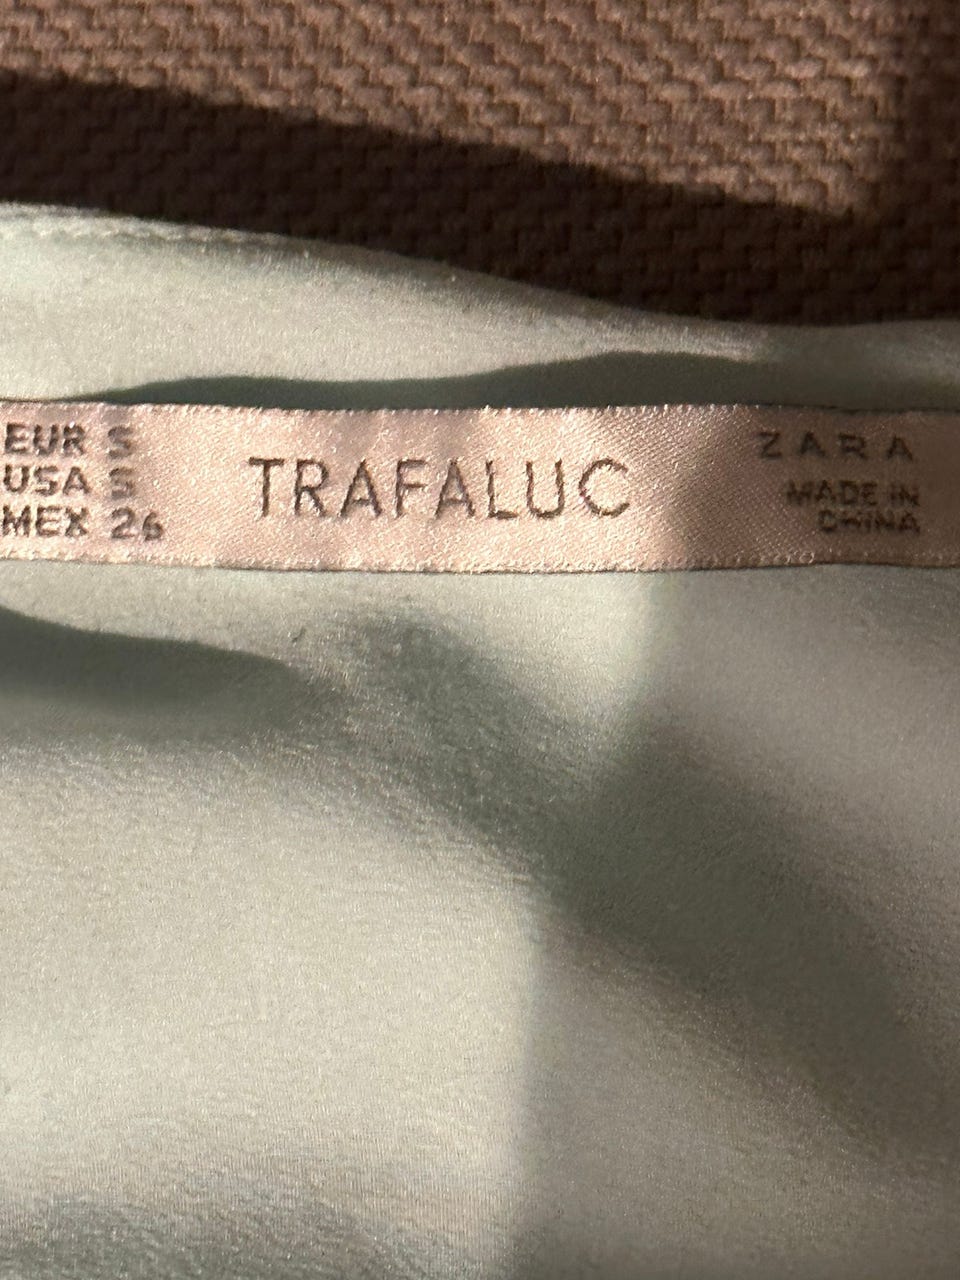 EUR S
USA S
MEX 26
TRAFALUC
ZARA
MADE IN
CHINA